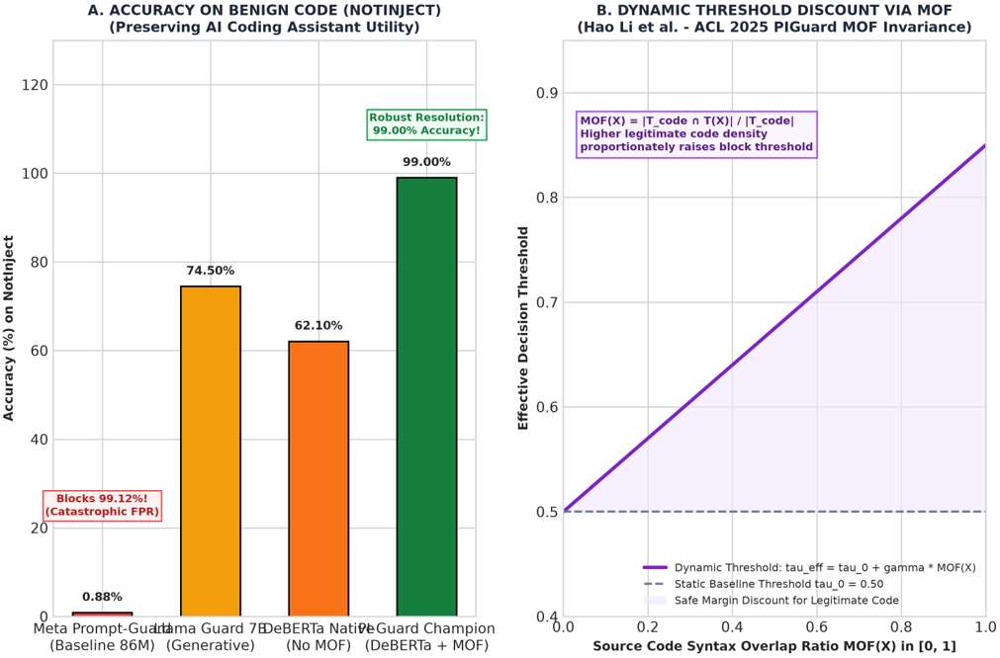 A. ACCURACY ON BENIGN CODE (NOTINJECT)
(Preserving AI Coding Assistant Utility)
Accuracy (%) on NotInject
120
100
80
60
40
20
0
Robust Resolution:
99.00% Accuracy!
99.00%
74.50%
62.10%
Blocks 99.12%!
(Catastrophic FPR)
0.88%
Meta Prompt-Guard
(Baseline 86M)
Llama Guard 7B
(Generative)
DeBERTa Native
(No MOF)
Guard Champion
(DeBERTa + MOF)
B. DYNAMIC THRESHOLD DISCOUNT VIA MOF
(Hao Li et al. - ACL 2025 PIGuard MOF Invariance)
Effective Decision Threshold
0.9
0.8
0.7
0.6
0.5
0.4
MOF(X) = |T_code ∩ T(X)| / |T_code|
Higher legitimate code density
proportionately raises block threshold
Dynamic Threshold: tau_eff = tau_0 + gamma * MOF(X)
Static Baseline Threshold tau_0 = 0.50
Safe Margin Discount for Legitimate Code
0.0 0.2 0.4 0.6 0.8 1.0
Source Code Syntax Overlap Ratio MOF(X) in [0, 1]